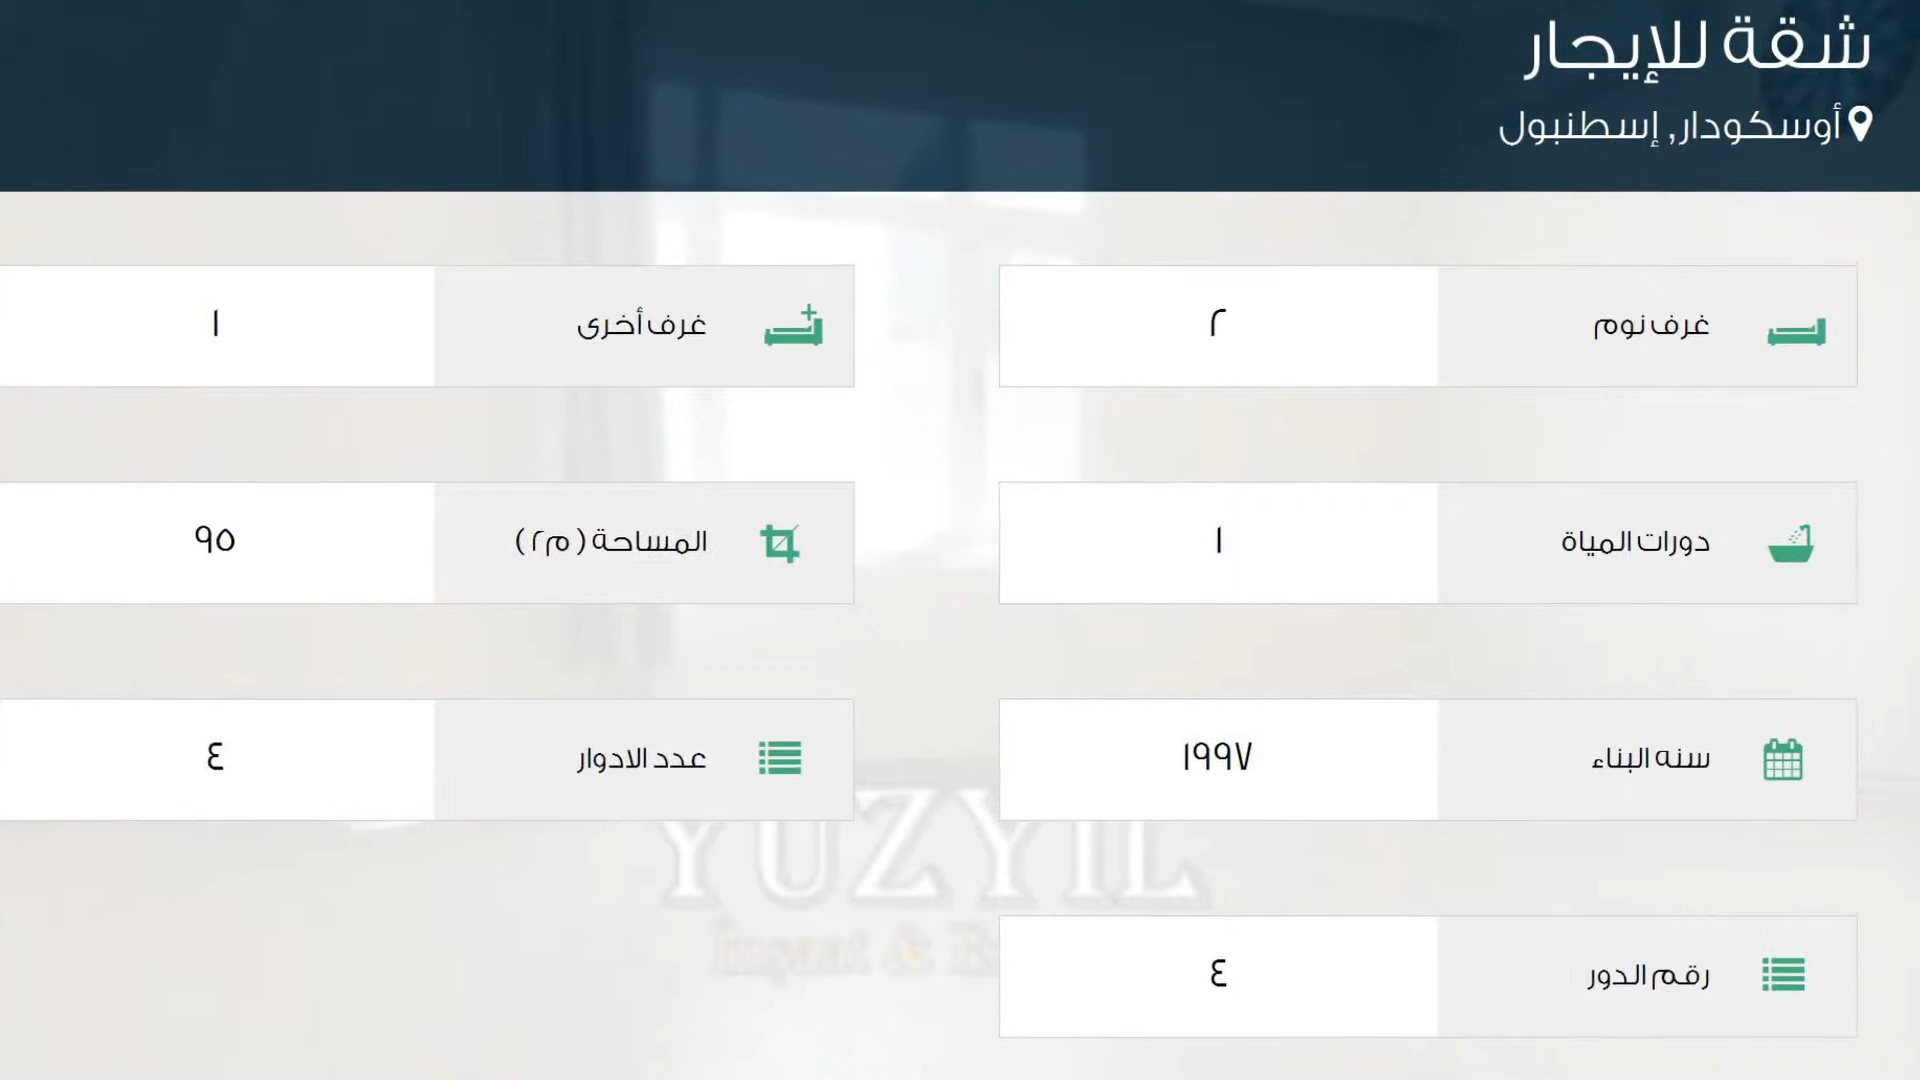 شقة للإيجار
أوسكودار, إسطنبول
غرف نوم ٢
غرف أخرى ١
دورات المياة ١
المساحة ( م٢ ) ٩٥
سنه البناء ١٩٩٧
عدد الادوار ٤
رقم الدور ٤
YUZYIL
İnşaat & E